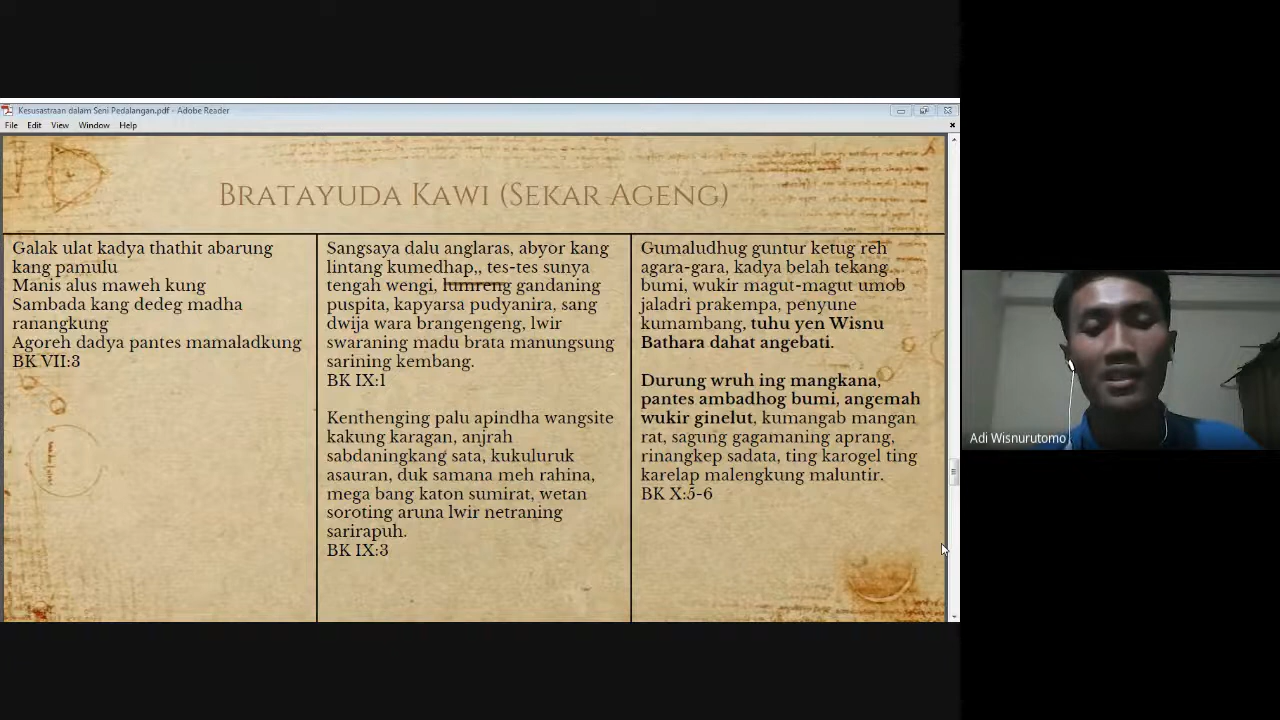 Kesusastraan dalam Seni Pedalangan.pdf - Adobe Reader
File Edit View Window Help
Bratayuda Kawi (Sekar Ageng)
Galak ulat kadya thathit abarung
kang pamulu
Manis alus maweh kung
Sambada kang dedeg madha
ranangkung
Agoreh dadya pantes mamaladkung
BK VII:3
Sangsaya dalu anglaras, abyor kang
lintang kumedhap,, tes-tes sunya
tengah wengi, lumreng gandaning
puspita, kapyarsa pudyanira, sang
dwija wara brangengeng, lwir
swaraning madu brata manungsung
sarining kembang.
BK IX:1
Kenthenging palu apindha wangsite
kakung karagan, anjrah
sabdaningkang sata, kukuluruk
asauran, duk samana meh rahina,
mega bang katon sumirat, wetan
soroting aruna lwir netraning
sarirapuh.
BK IX:3
Gumaludhug guntur ketug reh
agara-gara, kadya belah tekang
bumi, wukir magut-magut umob
jaladri prakempa, penyune
kumambang, tuhu yen Wisnu
Bathara dahat angebati.
Durung wruh ing mangkana,
pantes ambadhog bumi, angemah
wukir ginelut, kumangab mangan
rat, sagung gagamaning aprang,
rinangkep sadata, ting karogel ting
karelap malengkung maluntir.
BK X:5-6
Adi Wisnurutomo